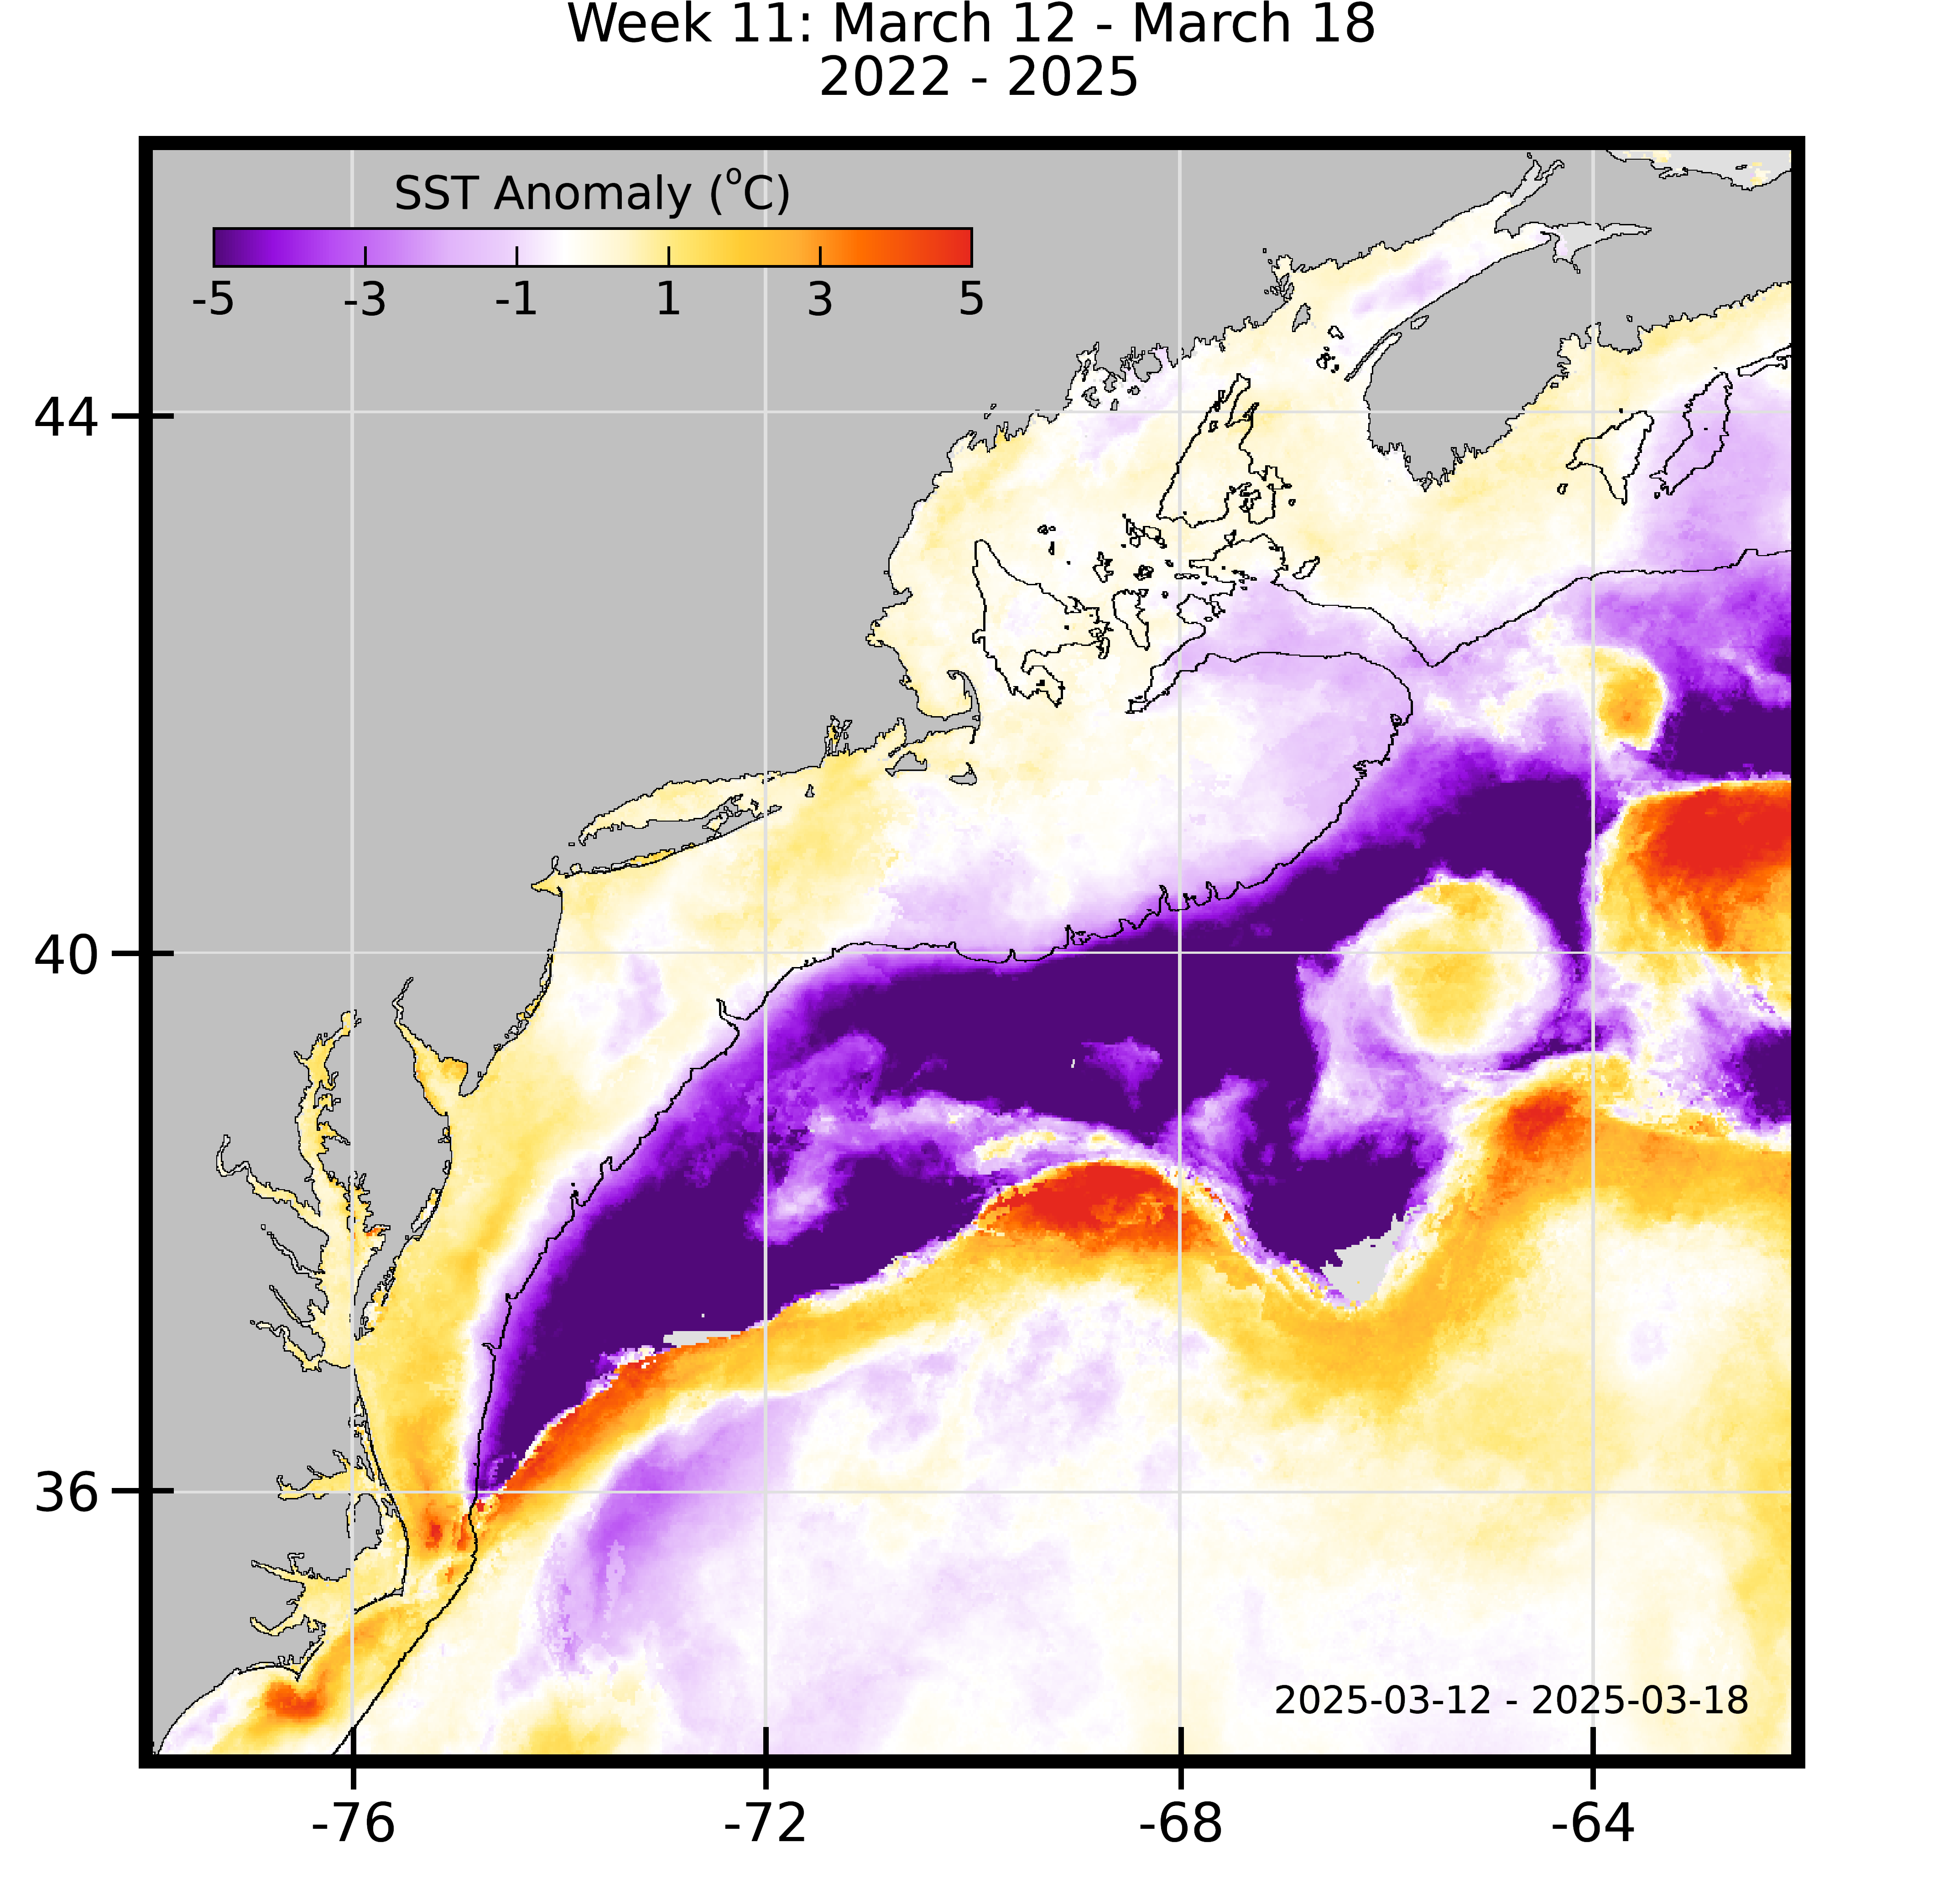 Week 11: March 12 - March 18
2022 - 2025
SST Anomaly (°C)
-5 -3 -1 1 3 5
44
40
36
2025-03-12 - 2025-03-18
-76 -72 -68 -64